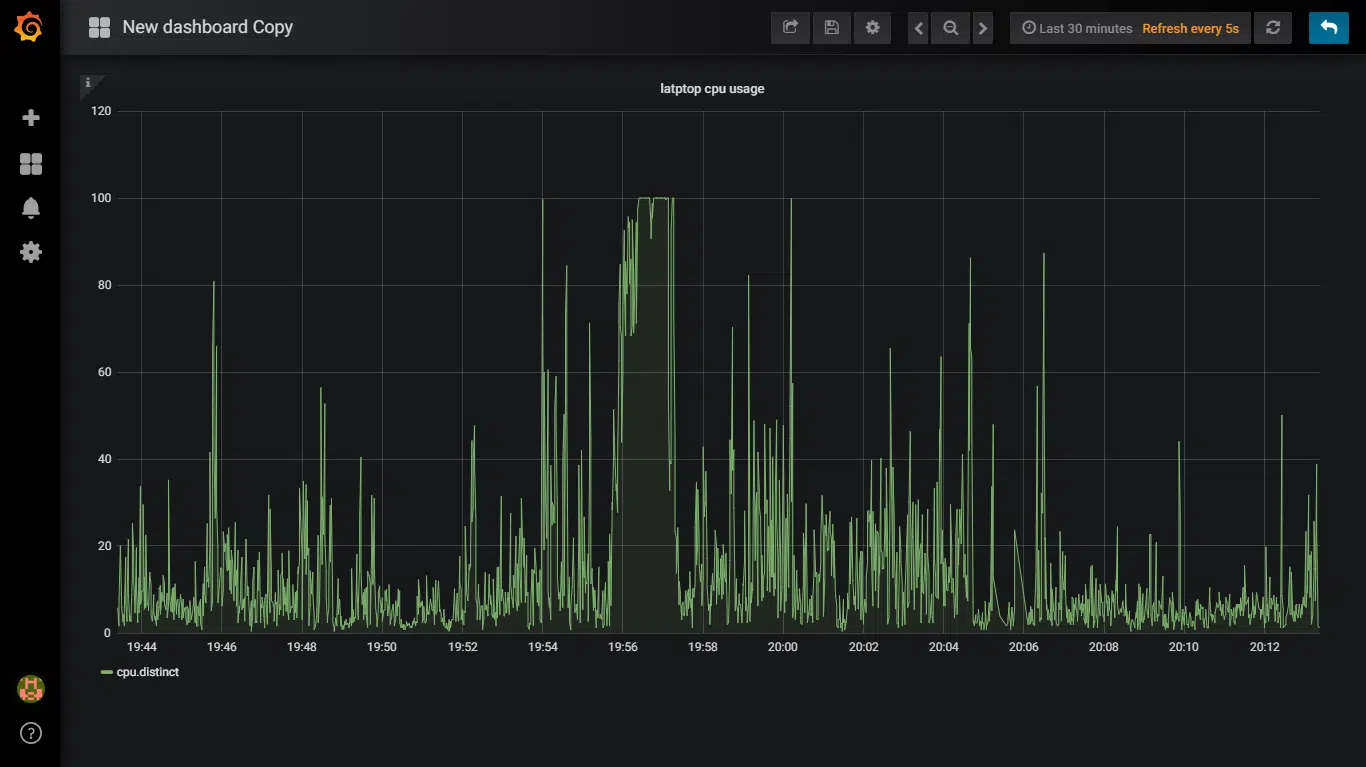 New dashboard Copy
Last 30 minutes Refresh every 5s
i
latptop cpu usage
120
100
80
60
40
20
0
19:44 19:46 19:48 19:50 19:52 19:54 19:56 19:58 20:00 20:02 20:04 20:06 20:08 20:10 20:12
cpu.distinct
?